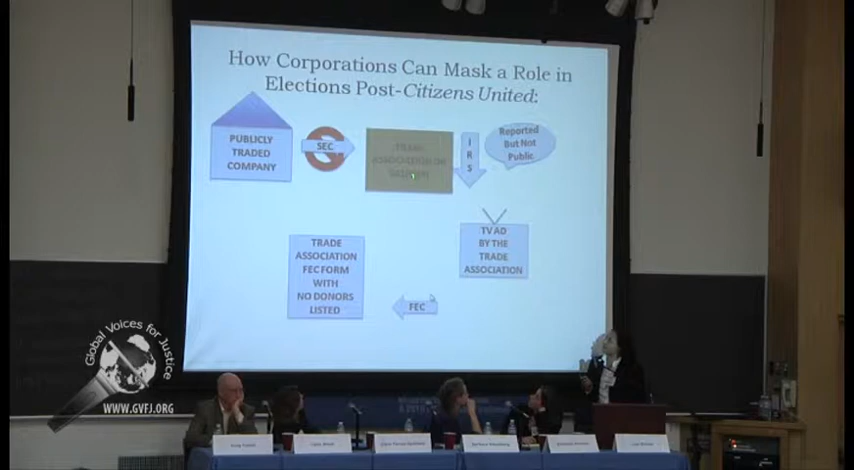 How Corporations Can Mask a Role in
Elections Post-Citizens United:
PUBLICLY
TRADED
COMPANY
SEC
I
R
S
Reported
But Not
Public
TV AD
BY THE
TRADE
ASSOCIATION
TRADE
ASSOCIATION
FEC FORM
WITH
NO DONORS
LISTED
FEC
Global Voices for Justice
WWW.GVFJ.ORG